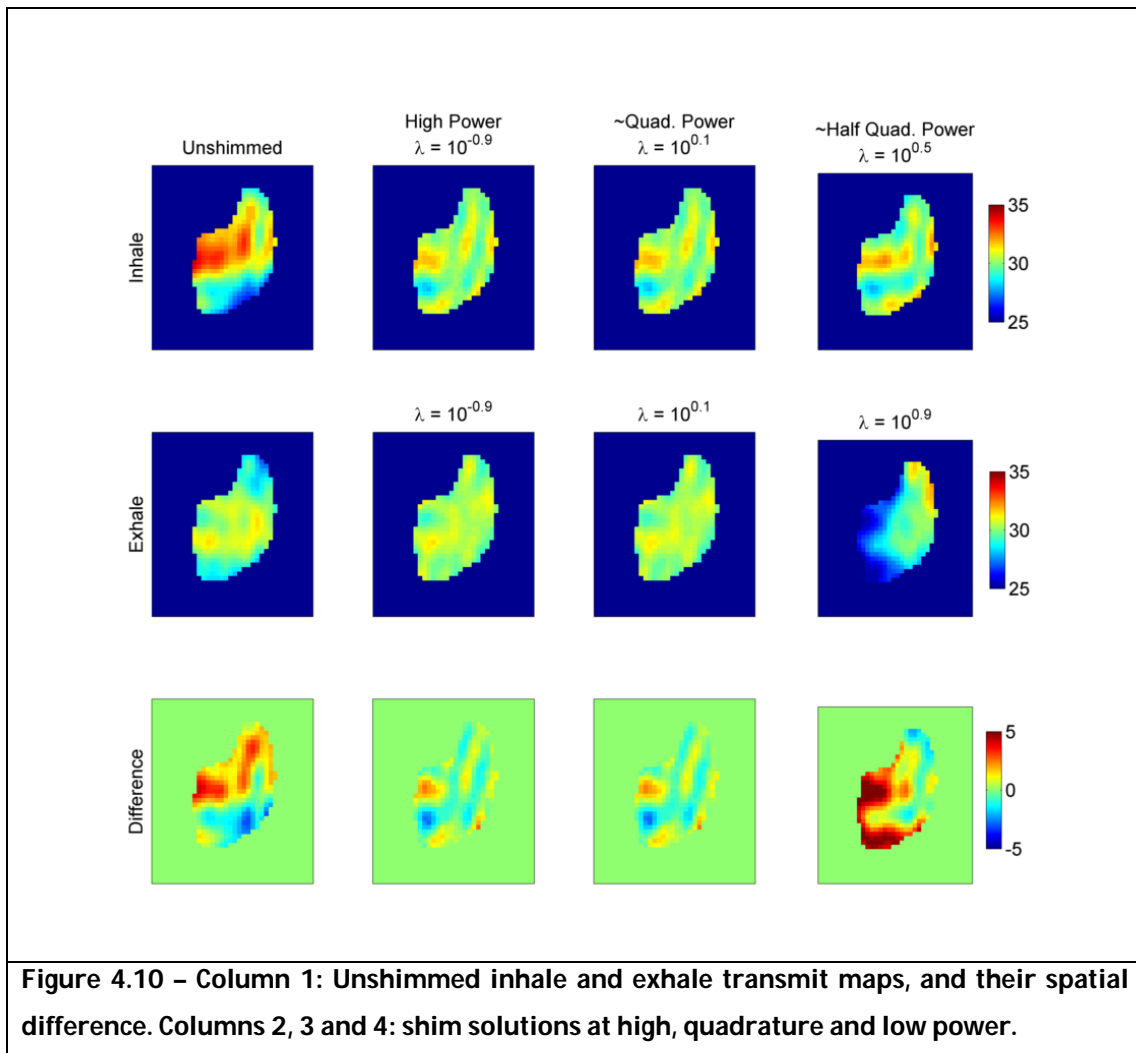 High Power
~Quad. Power
~Half Quad. Power
Unshimmed
λ = 10^-0.9
λ = 10^0.1
λ = 10^0.5
Inhale
35
30
25
λ = 10^-0.9
λ = 10^0.1
λ = 10^0.9
Exhale
35
30
25
Difference
5
0
-5
Figure 4.10 – Column 1: Unshimmed inhale and exhale transmit maps, and their spatial
difference. Columns 2, 3 and 4: shim solutions at high, quadrature and low power.